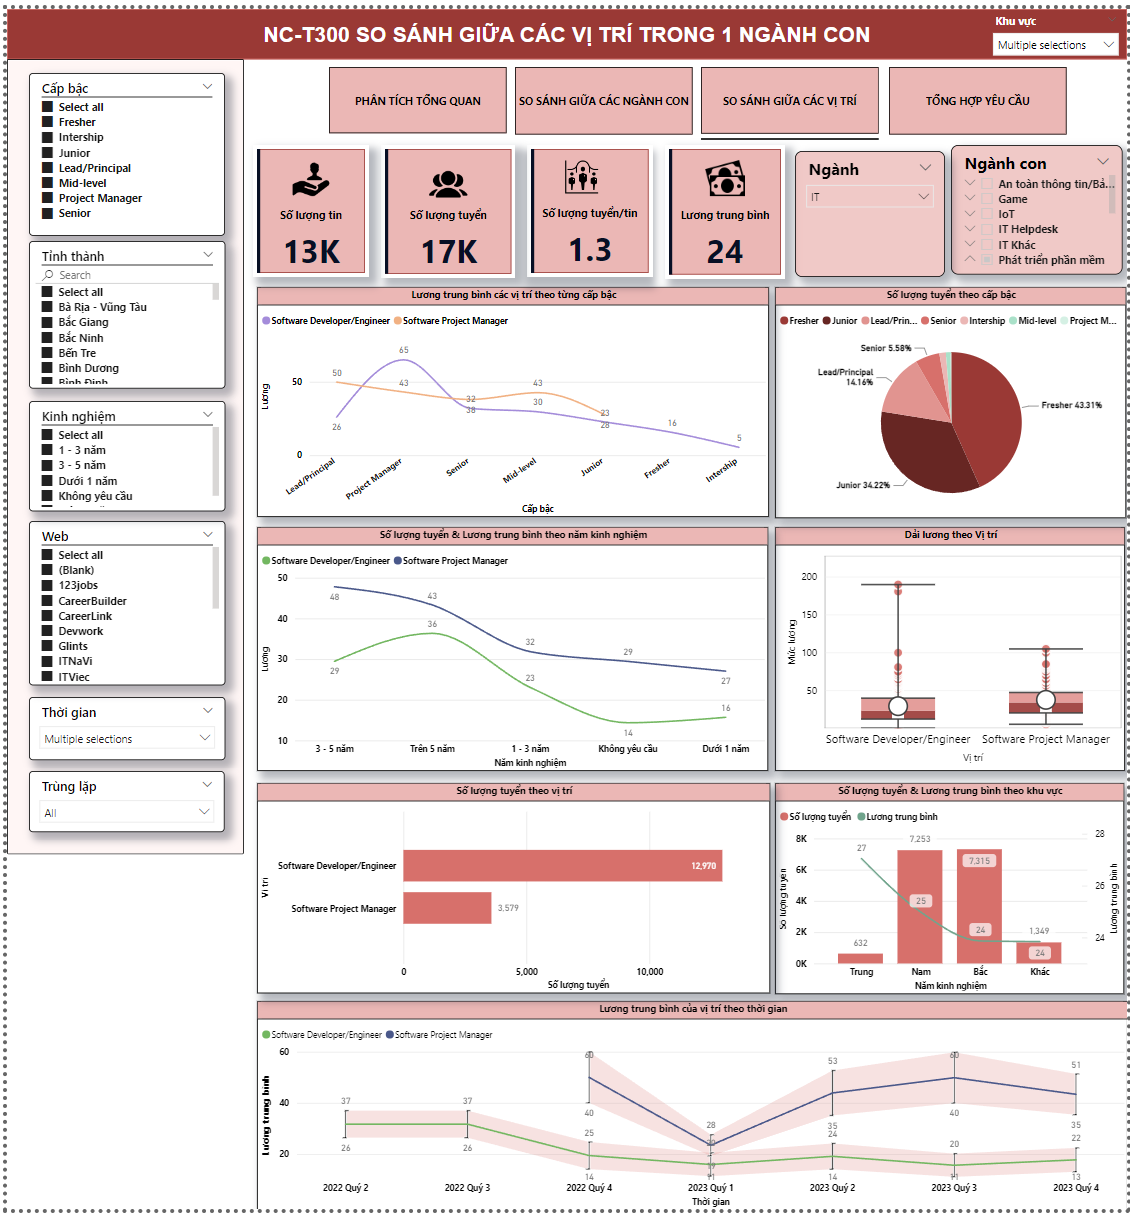 NC-T300 SO SÁNH GIỮA CÁC VỊ TRÍ TRONG 1 NGÀNH CON
Khu vực
Multiple selections
Cấp bậc
Select all
Fresher
Intership
Junior
Lead/Principal
Mid-level
Project Manager
Senior
Tỉnh thành
Search
Select all
Bà Rịa - Vũng Tàu
Bắc Giang
Bắc Ninh
Bến Tre
Bình Dương
Bình Định
Kinh nghiệm
Select all
1 - 3 năm
3 - 5 năm
Dưới 1 năm
Không yêu cầu
Web
Select all
(Blank)
123jobs
CareerBuilder
CareerLink
Devwork
Glints
ITNaVi
ITViec
Thời gian
Multiple selections
Trùng lặp
All
PHÂN TÍCH TỔNG QUAN
SO SÁNH GIỮA CÁC NGÀNH CON
SO SÁNH GIỮA CÁC VỊ TRÍ
TỔNG HỢP YÊU CẦU
Số lượng tin
13K
Số lượng tuyển
17K
Số lượng tuyển/tin
1.3
Lương trung bình
24
Ngành
IT
Ngành con
An toàn thông tin/Bả...
Game
IoT
IT Helpdesk
IT Khác
Phát triển phần mềm
Lương trung bình các vị trí theo từng cấp bậc
Software Developer/Engineer
Software Project Manager
Lương
50
0
50
26
65
43
32
38
43
30
23
28
16
5
Lead/Principal
Project Manager
Senior
Mid-level
Junior
Fresher
Intership
Cấp bậc
Số lượng tuyển theo cấp bậc
Fresher
Junior
Lead/Prin...
Senior
Intership
Mid-level
Project M...
Senior 5.58%
Lead/Principal
14.16%
Fresher 43.31%
Junior 34.22%
Số lượng tuyển & Lương trung bình theo năm kinh nghiệm
Software Developer/Engineer
Software Project Manager
Lương
50
40
30
20
10
48
29
43
36
32
23
29
14
27
16
3 - 5 năm
Trên 5 năm
1 - 3 năm
Không yêu cầu
Dưới 1 năm
Năm kinh nghiệm
Dải lương theo Vị trí
Mức lương
200
150
100
50
Software Developer/Engineer
Software Project Manager
Vị trí
Số lượng tuyển theo vị trí
Vị trí
Software Developer/Engineer
12,970
Software Project Manager
3,579
0
5,000
10,000
Số lượng tuyển
Số lượng tuyển & Lương trung bình theo khu vực
Số lượng tuyển
Lương trung bình
Số lượng tuyển
8K
6K
4K
2K
0K
27
632
7,253
25
7,315
24
1,349
24
28
26
24
Lương trung bình
Trung
Nam
Bắc
Khác
Năm kinh nghiệm
Lương trung bình của vị trí theo thời gian
Software Developer/Engineer
Software Project Manager
Lương trung bình
60
40
20
37
26
37
26
60
40
25
14
28
19
11
53
35
24
14
60
40
20
11
51
35
22
13
2022 Quý 2
2022 Quý 3
2022 Quý 4
2023 Quý 1
2023 Quý 2
2023 Quý 3
2023 Quý 4
Thời gian